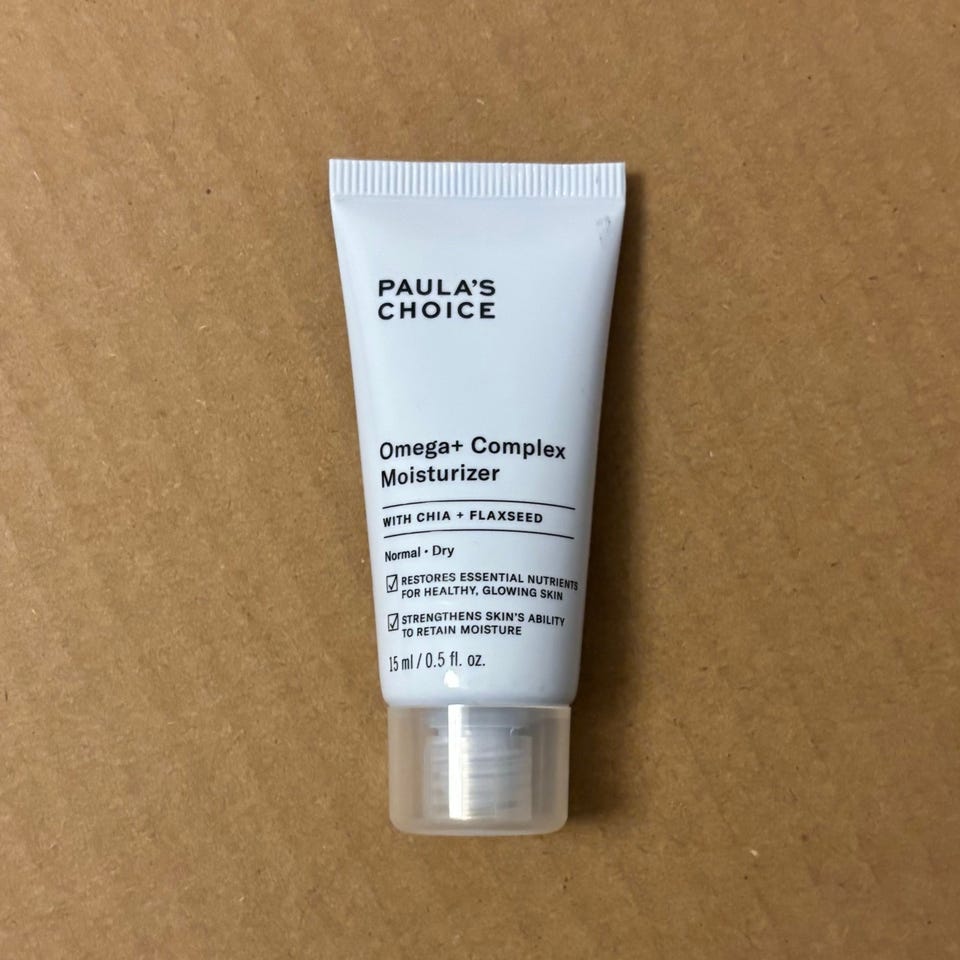 PAULA'S
CHOICE
Omega+ Complex
Moisturizer
WITH CHIA + FLAXSEED
Normal • Dry
☑ RESTORES ESSENTIAL NUTRIENTS
FOR HEALTHY, GLOWING SKIN
☑ STRENGTHENS SKIN'S ABILITY
TO RETAIN MOISTURE
15 ml / 0.5 fl. oz.